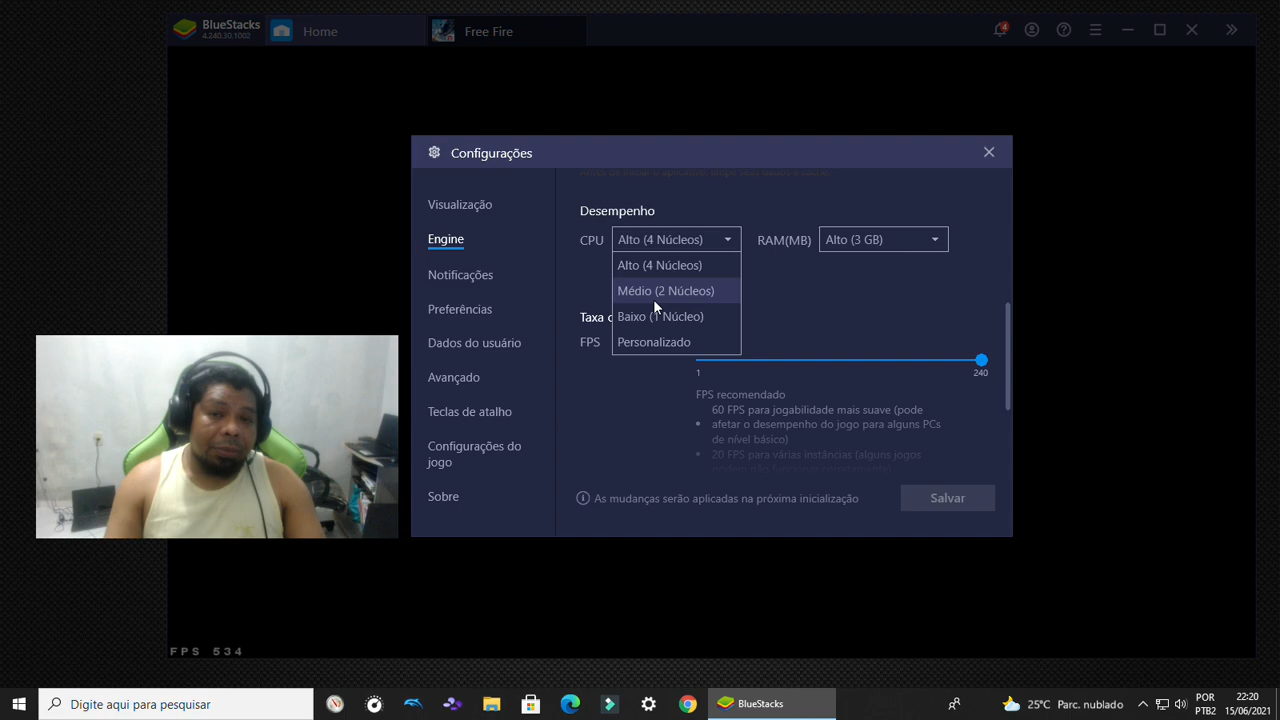 BlueStacks
4.240.30.1002
Home
Free Fire
4
Configurações
Visualização
Engine
Notificações
Preferências
Dados do usuário
Avançado
Teclas de atalho
Configurações do
jogo
Sobre
Desempenho
CPU
Alto (4 Núcleos)
RAM(MB)
Alto (3 GB)
Alto (4 Núcleos)
Médio (2 Núcleos)
Baixo (1 Núcleo)
Personalizado
Taxa
FPS
1
240
FPS recomendado
60 FPS para jogabilidade mais suave (pode
afetar o desempenho do jogo para alguns PCs
de nível básico)
20 FPS para várias instâncias (alguns jogos
As mudanças serão aplicadas na próxima inicialização
Salvar
FPS 534
Digite aqui para pesquisar
BlueStacks
25°C Parc. nublado
POR
PTB2
22:20
15/06/2021